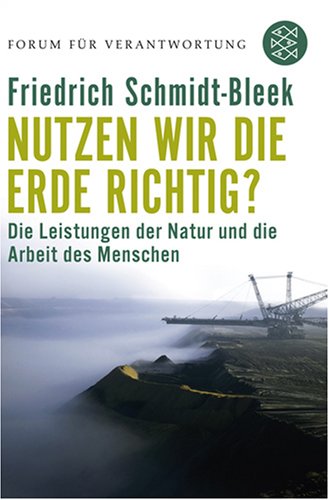 FORUM FÜR VERANTWORTUNG
Friedrich Schmidt-Bleek
NUTZEN WIR DIE
ERDE RICHTIG?
Die Leistungen der Natur und die
Arbeit des Menschen